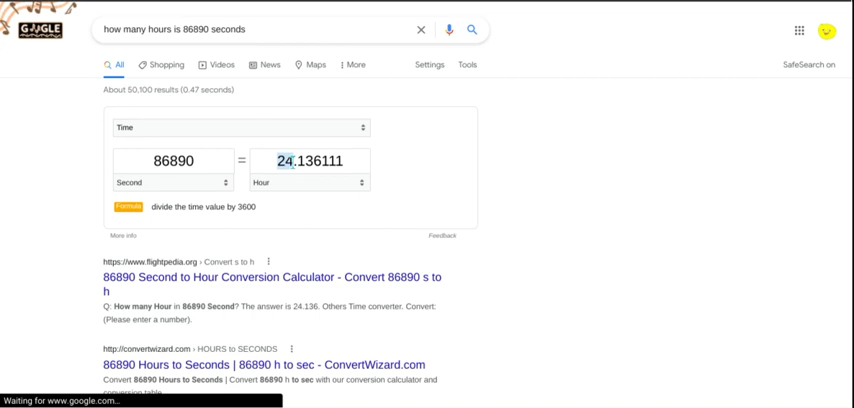 GOOGLE
how many hours is 86890 seconds
All Shopping Videos News Maps More Settings Tools SafeSearch on
About 50,100 results (0.47 seconds)
Time
86890 = 24.136111
Second Hour
Formula divide the time value by 3600
More info Feedback
https://www.flightpedia.org › Convert s to h
86890 Second to Hour Conversion Calculator - Convert 86890 s to
h
Q: How many Hour in 86890 Second? The answer is 24.136. Others Time converter. Convert:
(Please enter a number).
http://convertwizard.com › HOURS to SECONDS
86890 Hours to Seconds | 86890 h to sec - ConvertWizard.com
Convert 86890 Hours to Seconds | Convert 86890 h to sec with our conversion calculator and
conversion table
Waiting for www.google.com...